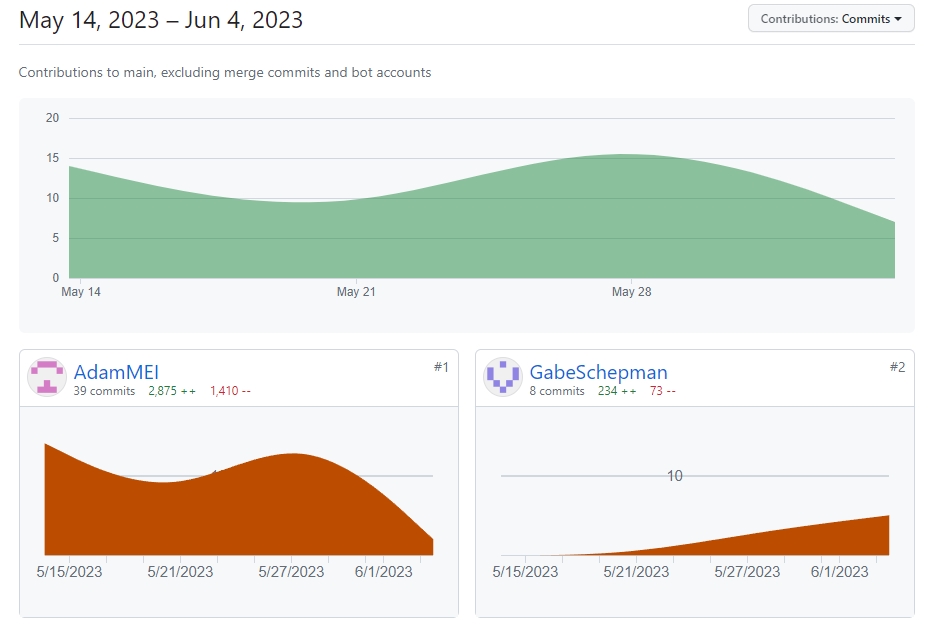 May 14, 2023 – Jun 4, 2023
Contributions: Commits
Contributions to main, excluding merge commits and bot accounts
20
15
10
5
0
May 14 May 21 May 28
AdamMEI #1
39 commits 2,875 ++ 1,410 --
5/15/2023 5/21/2023 5/27/2023 6/1/2023
GabeSchepman #2
8 commits 234 ++ 73 --
10
5/15/2023 5/21/2023 5/27/2023 6/1/2023